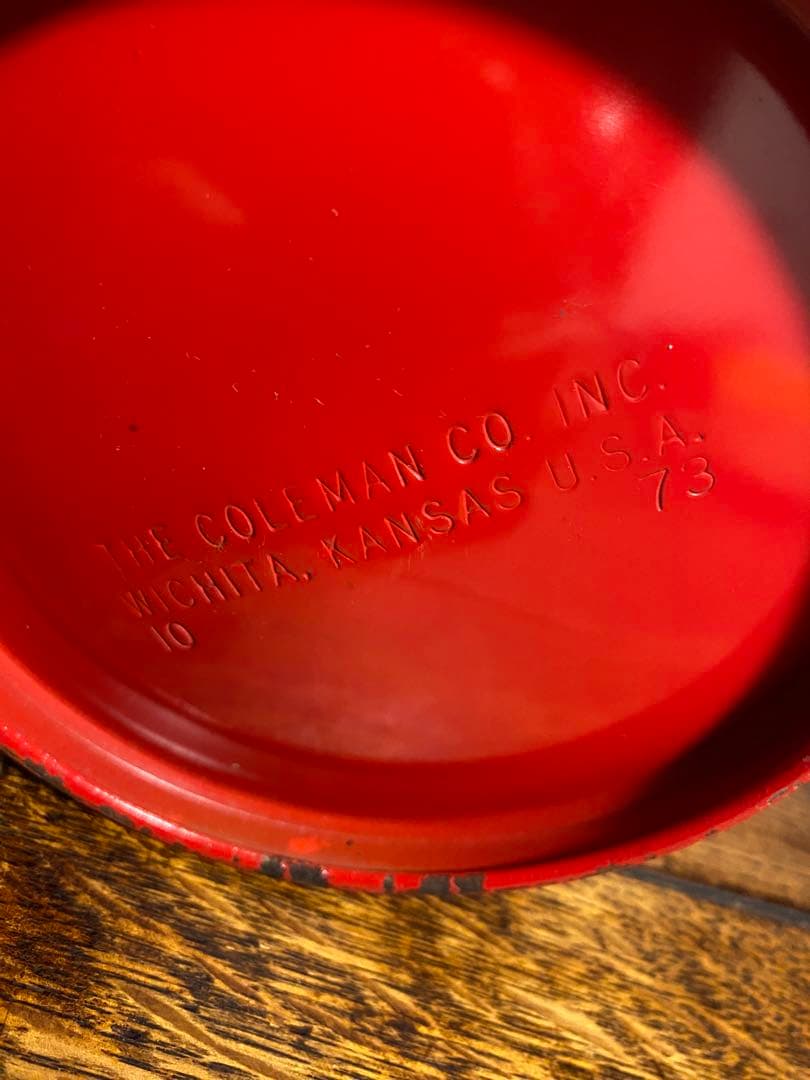 THE COLEMAN CO. INC.
WICHITA, KANSAS U.S.A.
10 73